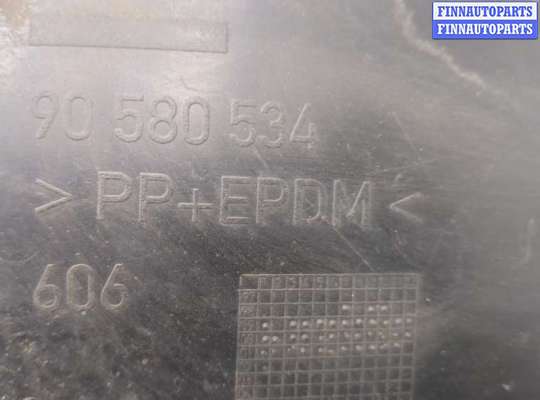 FINNAUTOPARTS
FINNAUTOPARTS
90 580 534
> PP+EPDM <
606